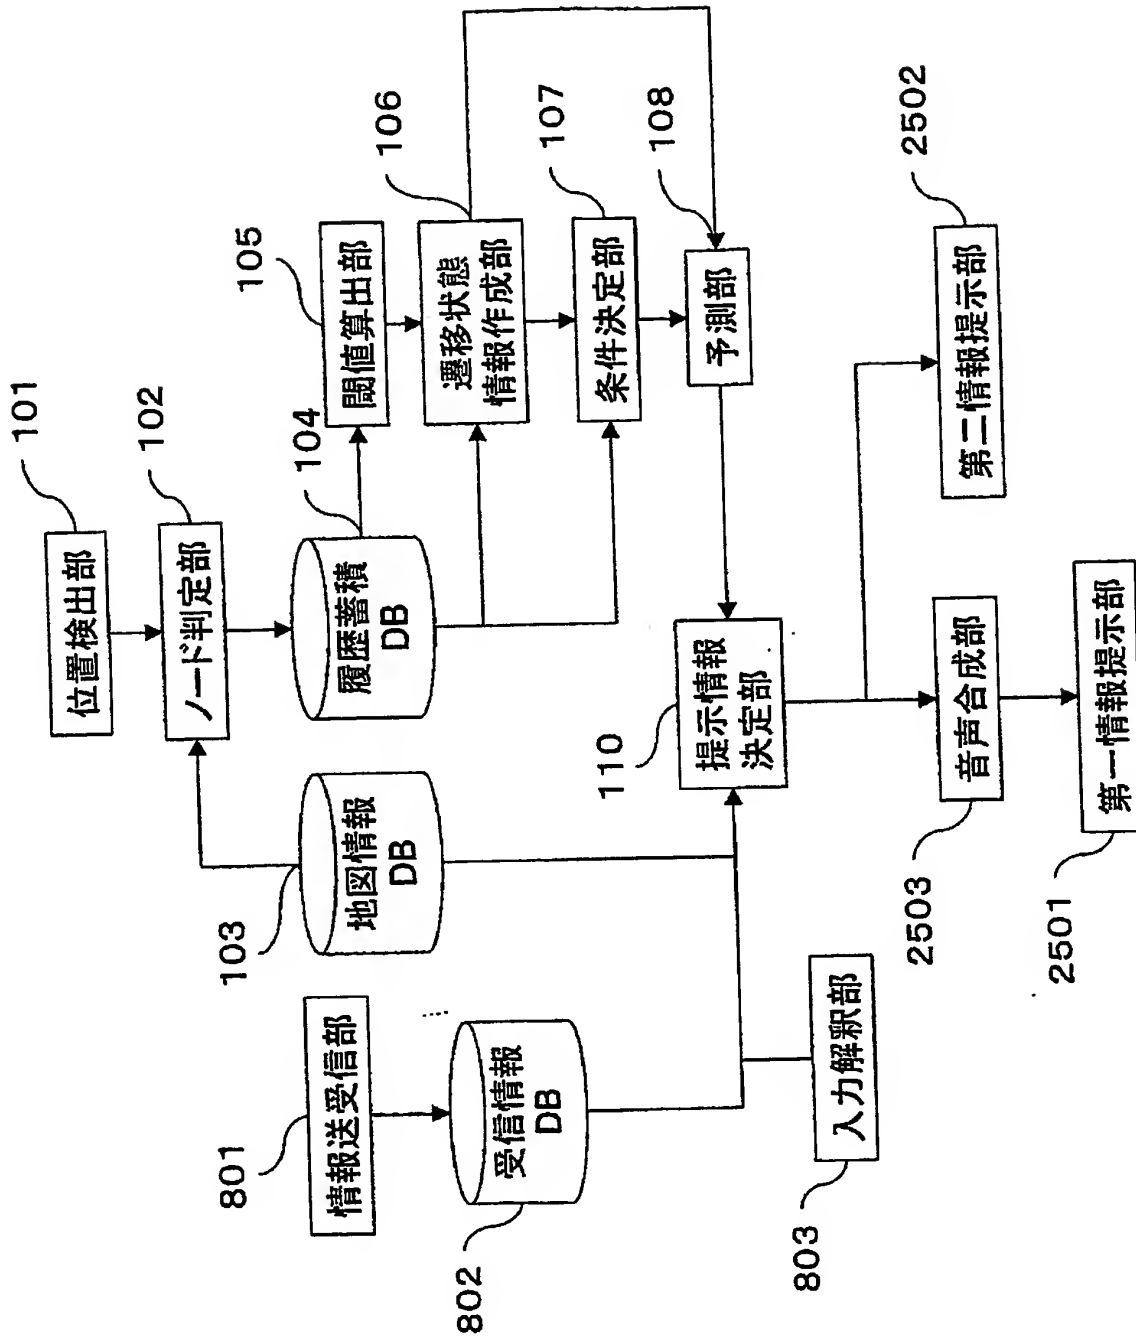 101
位置検出部
102
ノード判定部
103
地図情報
DB
104
履歴蓄積
DB
105
閾値算出部
106
遷移状態
情報作成部
107
条件決定部
108
予測部
801
情報送受信部
802
受信情報
DB
803
入力解釈部
110
提示情報
決定部
2503
音声合成部
2501
第一情報提示部
2502
第二情報提示部